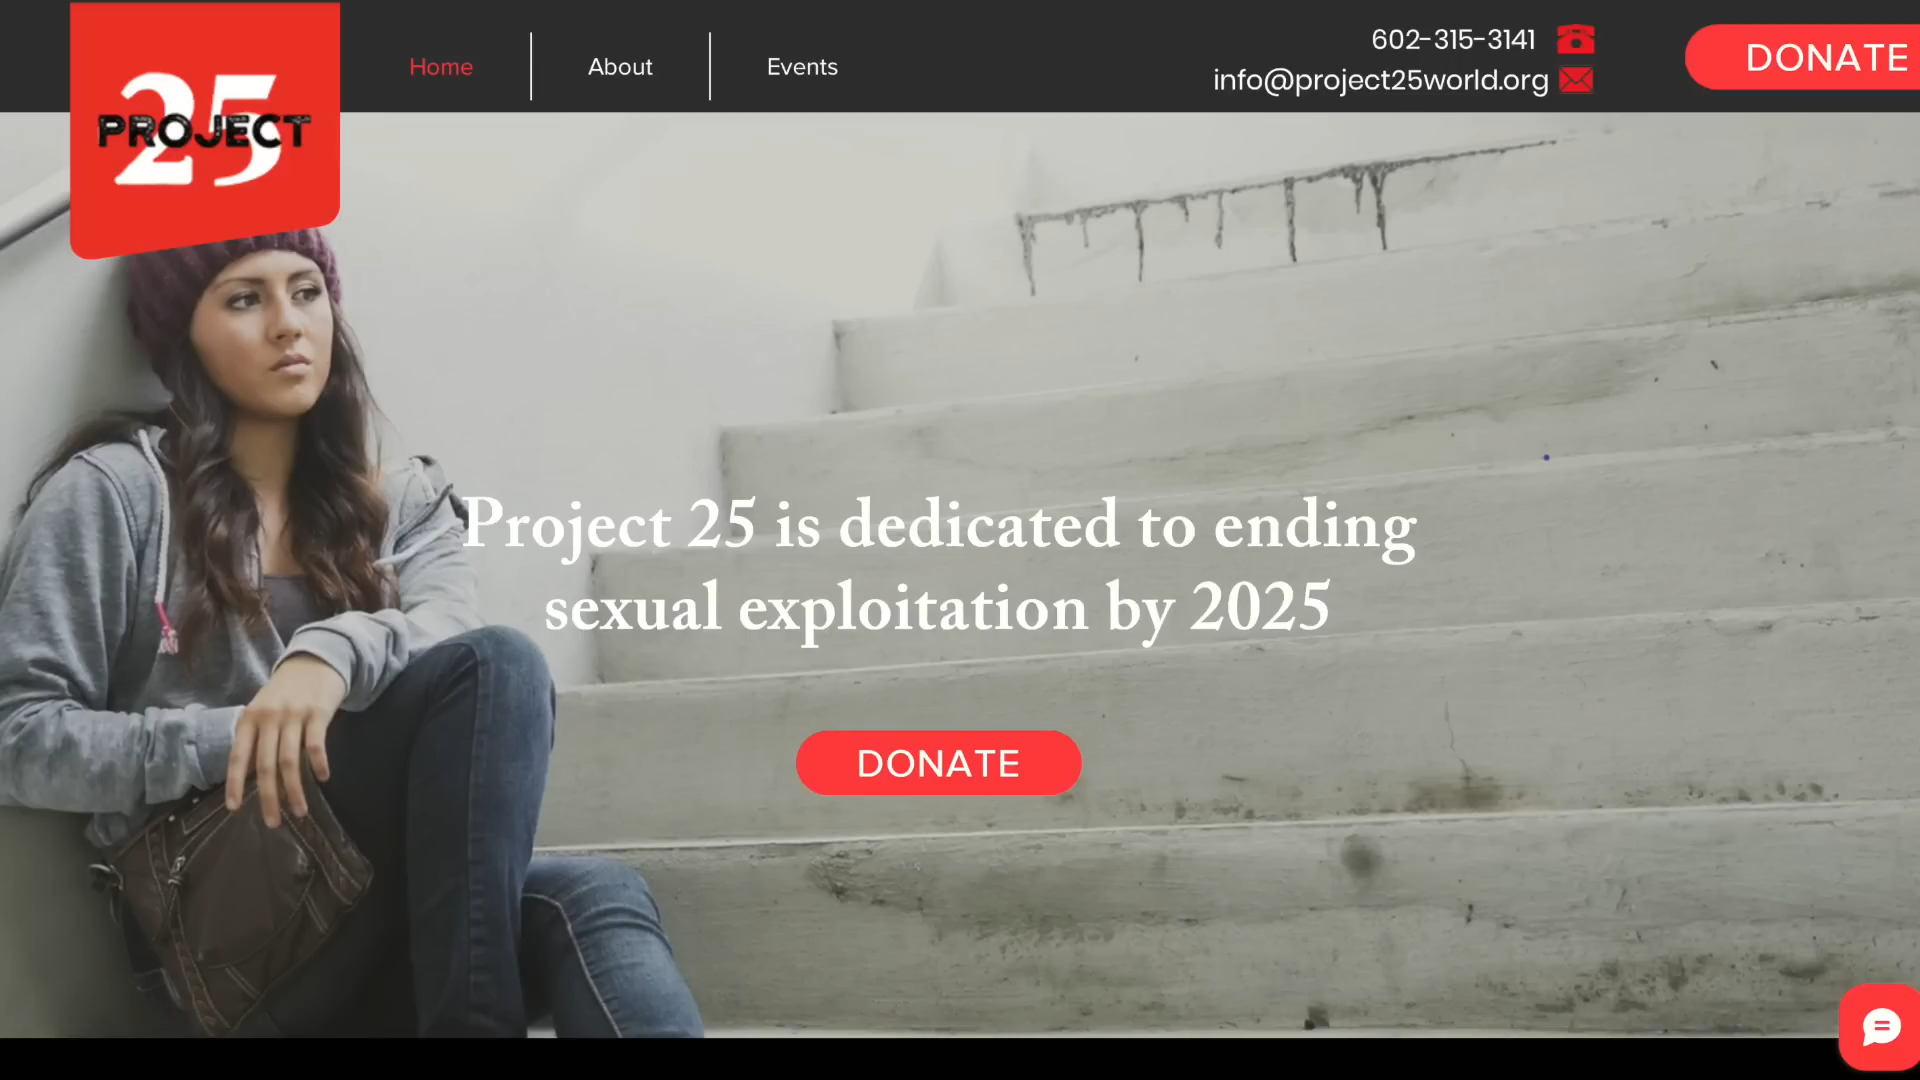 25
PROJECT
Home
About
Events
602-315-3141
info@project25world.org
DONATE
Project 25 is dedicated to ending
sexual exploitation by 2025
DONATE